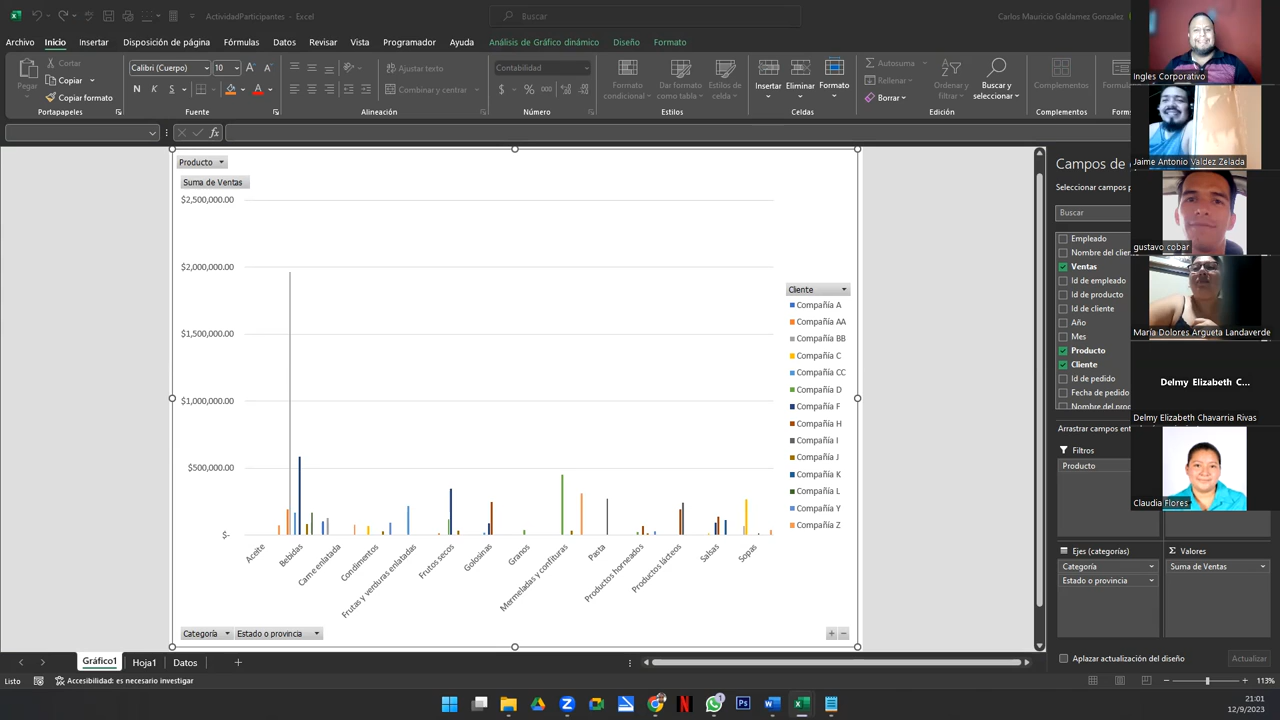 ActividadParticipantes - Excel
Buscar
Carlos Mauricio Galdamez Gonzalez
Archivo Inicio Insertar Disposición de página Fórmulas Datos Revisar Vista Programador Ayuda Análisis de Gráfico dinámico Diseño Formato
Pegar
Cortar
Copiar
Copiar formato
Portapapeles
Calibri (Cuerpo) 10
N K S
Fuente
Ajustar texto
Combinar y centrar
Alineación
Contabilidad
Número
Formato condicional
Dar formato como tabla
Estilos de celda
Estilos
Insertar Eliminar Formato
Celdas
Autosuma
Rellenar
Borrar
Ordenar y filtrar
Buscar y seleccionar
Edición
Complementos
Complementos
Producto
Suma de Ventas
$2,500,000.00
$2,000,000.00
$1,500,000.00
$1,000,000.00
$500,000.00
$-
Aceite
Bebidas
Carne enlatada
Condimentos
Frutas y verduras enlatadas
Frutos secos
Golosinas
Granos
Mermeladas y confituras
Pasta
Productos horneados
Productos lácteos
Salsas
Sopas
Categoría Estado o provincia
Cliente
Compañía A
Compañía AA
Compañía BB
Compañía C
Compañía CC
Compañía D
Compañía F
Compañía H
Compañía I
Compañía J
Compañía K
Compañía L
Compañía Y
Compañía Z
Campos de
Seleccionar campos
Buscar
Empleado
Nombre del clien
Ventas
Id de empleado
Id de producto
Id de cliente
Año
Mes
Producto
Cliente
Id de pedido
Fecha de pedido
Nombre del prod
Arrastrar campos ent
Filtros
Producto
Ejes (categorías)
Categoría
Estado o provincia
Σ Valores
Suma de Ventas
Aplazar actualización del diseño
Actualizar
Ingles Corporativo
Jaime Antonio Valdez Zelada
gustavo cobar
María Dolores Argueta Landaverde
Delmy Elizabeth C...
Delmy Elizabeth Chavarria Rivas
Claudia Flores
Gráfico1 Hoja1 Datos
Listo
Accesibilidad: es necesario investigar
113%
21:01
12/9/2023